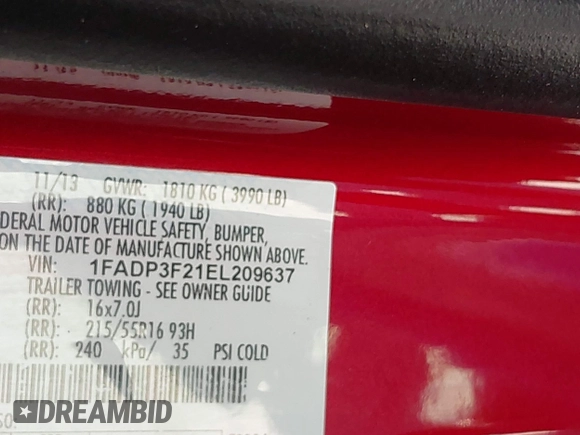 11/13 GVWR: 1810 KG ( 3990 LB)
(RR): 880 KG ( 1940 LB)
DERAL MOTOR VEHICLE SAFETY, BUMPER,
ON THE DATE OF MANUFACTURE SHOWN ABOVE.
VIN: 1FADP3F21EL209637
TRAILER TOWING - SEE OWNER GUIDE
(RR): 16x7.0J
(RR): 215/55R16 93H
(RR): 240 kPa/ 35 PSI COLD
SO:
DREAMBID